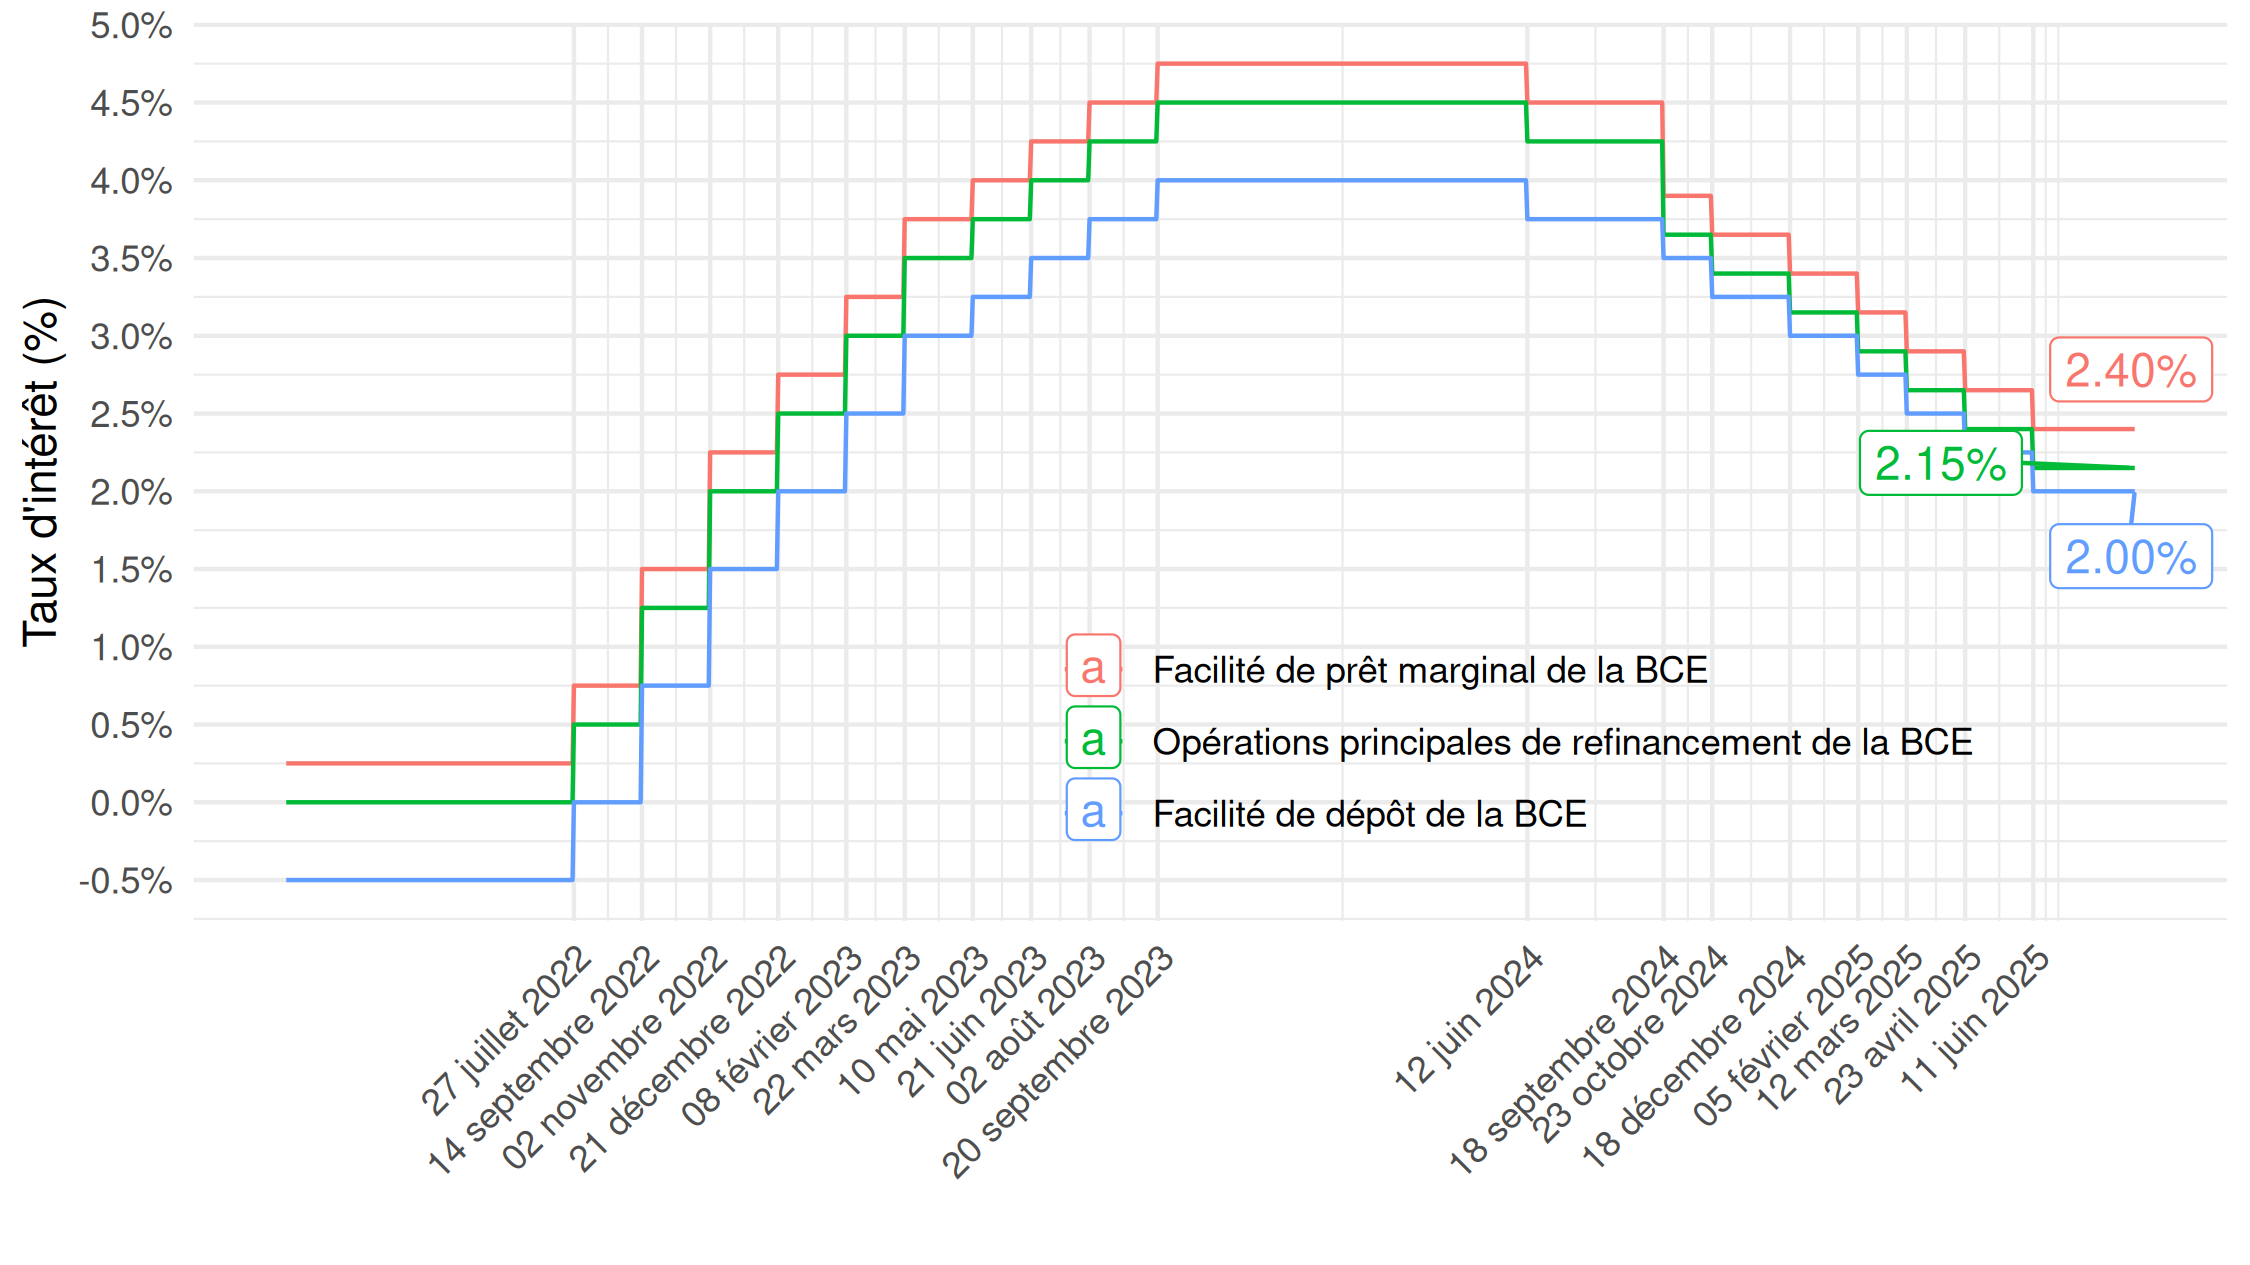 5.0%
4.5%
4.0%
3.5%
3.0%
2.5%
2.0%
1.5%
1.0%
0.5%
0.0%
-0.5%
Taux d'intérêt (%)
2.40%
2.15%
2.00%
a Facilité de prêt marginal de la BCE
a Opérations principales de refinancement de la BCE
a Facilité de dépôt de la BCE
27 juillet 2022
14 septembre 2022
02 novembre 2022
21 décembre 2022
08 février 2023
22 mars 2023
10 mai 2023
21 juin 2023
02 août 2023
20 septembre 2023
12 juin 2024
18 septembre 2024
23 octobre 2024
18 décembre 2024
05 février 2025
12 mars 2025
23 avril 2025
11 juin 2025